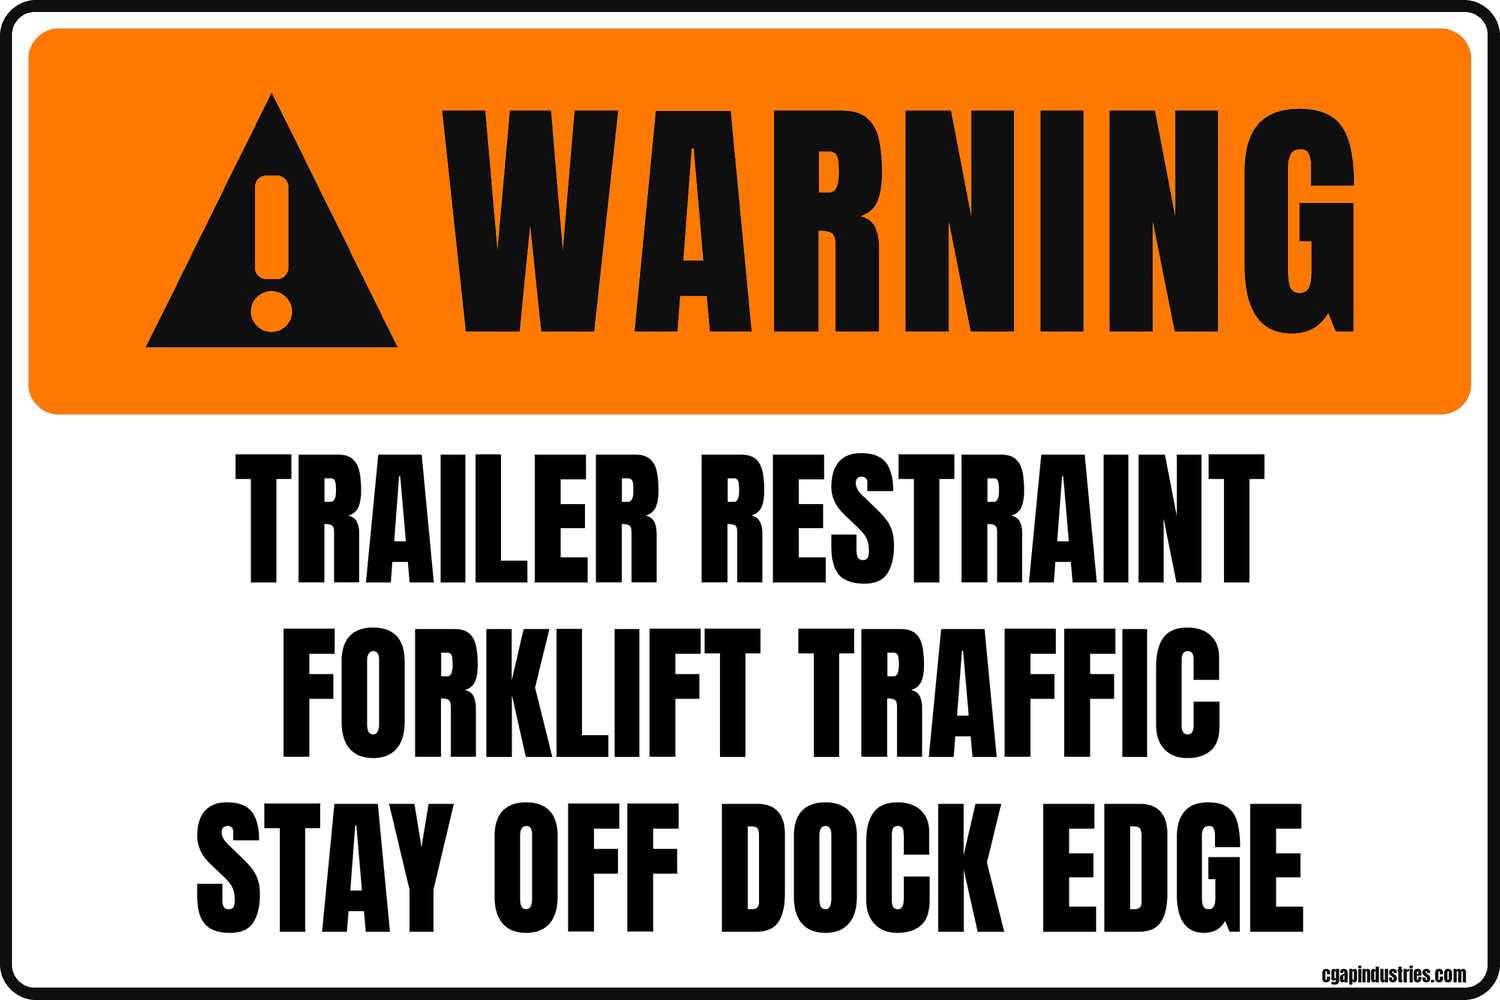 WARNING
TRAILER RESTRAINT
FORKLIFT TRAFFIC
STAY OFF DOCK EDGE
cgapindustries.com